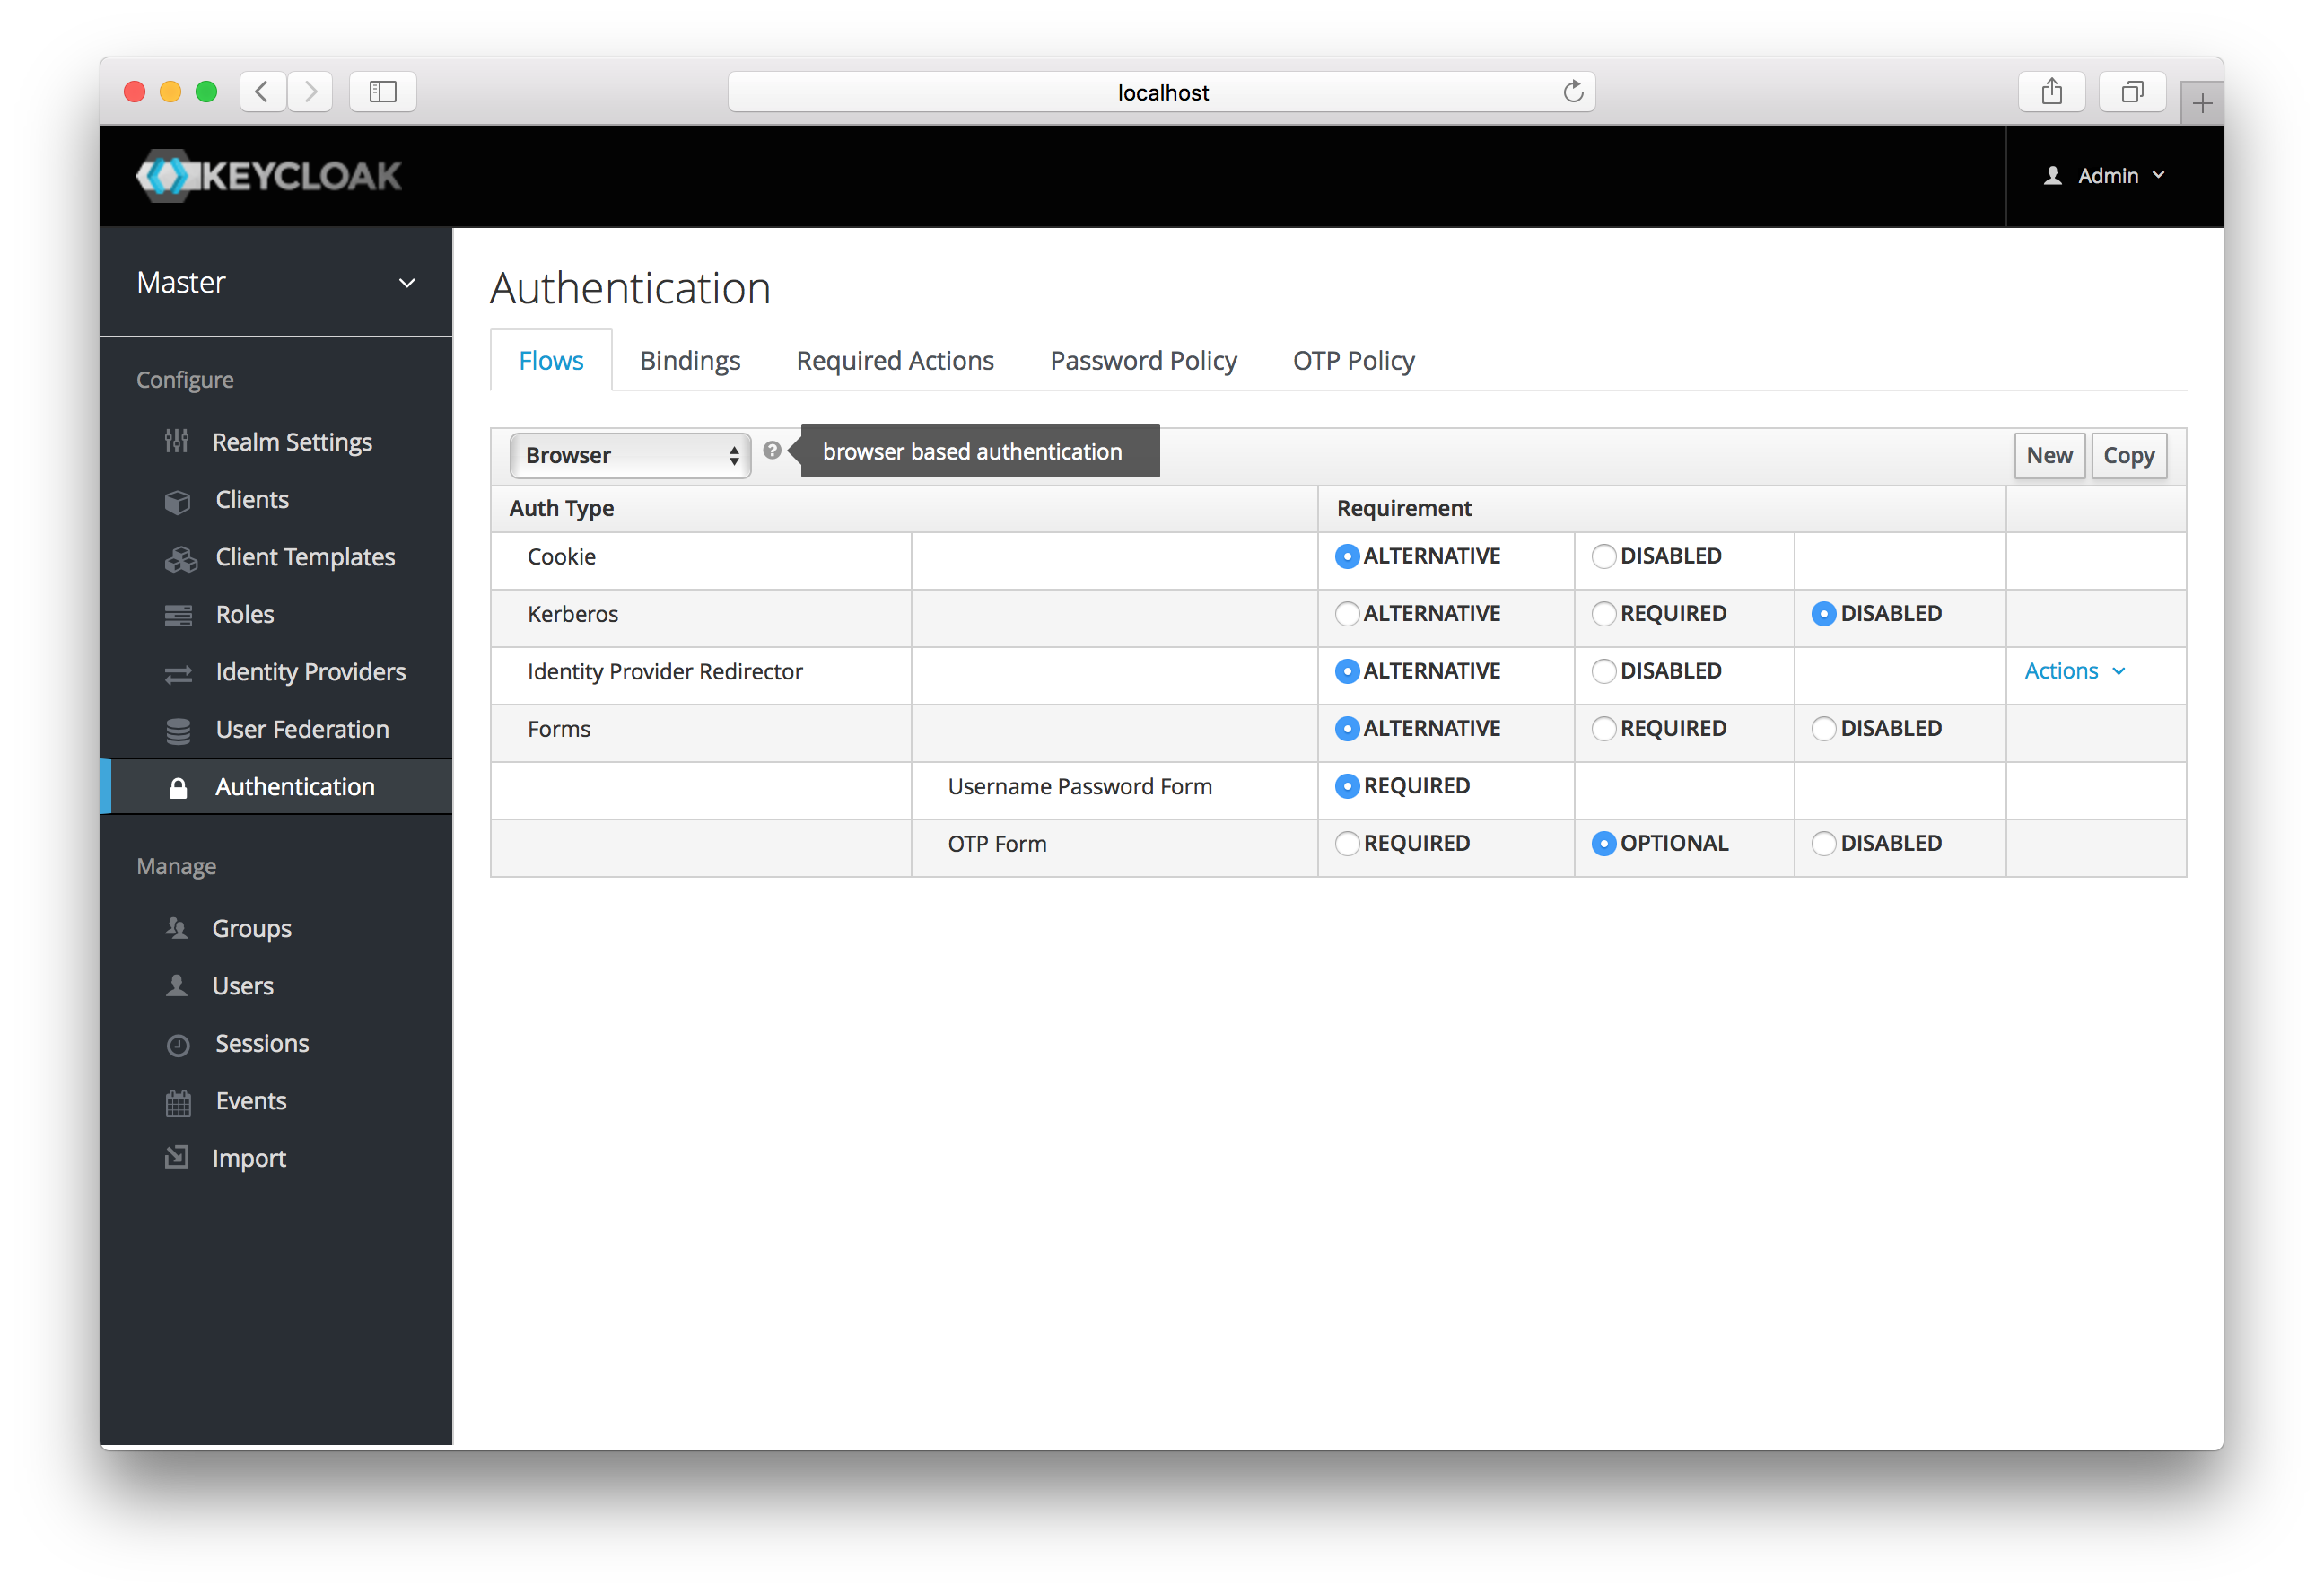 localhost
KEYCLOAK
Admin
Master
Configure
Realm Settings
Clients
Client Templates
Roles
Identity Providers
User Federation
Authentication
Manage
Groups
Users
Sessions
Events
Import
Authentication
Flows Bindings Required Actions Password Policy OTP Policy
Browser browser based authentication New Copy
Auth Type Requirement
Cookie ALTERNATIVE DISABLED
Kerberos ALTERNATIVE REQUIRED DISABLED
Identity Provider Redirector ALTERNATIVE DISABLED Actions
Forms ALTERNATIVE REQUIRED DISABLED
Username Password Form REQUIRED
OTP Form REQUIRED OPTIONAL DISABLED